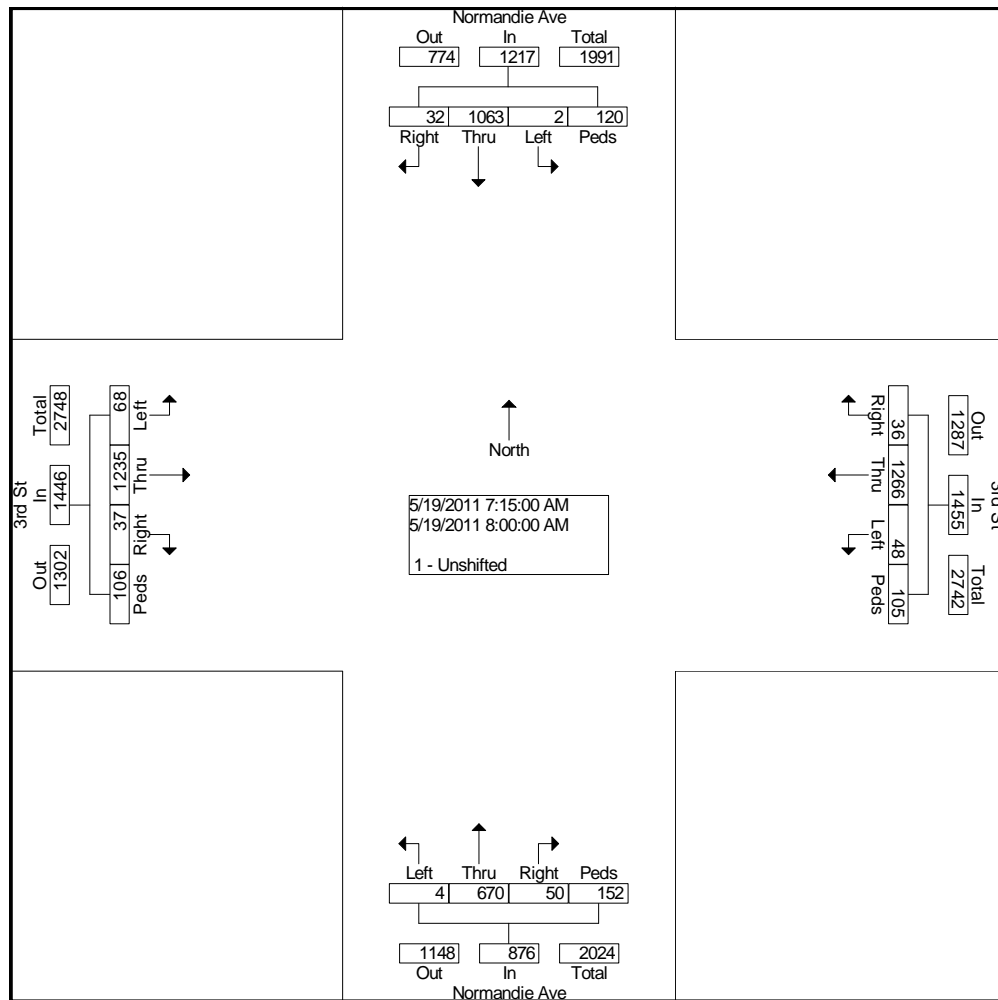 Normandie Ave
Out In Total
774 1217 1991
32 1063 2 120
Right Thru Left Peds
3rd St
Total In Out
2748 1446 1302
68 1235 37 106
Left Thru Right Peds
North
5/19/2011 7:15:00 AM
5/19/2011 8:00:00 AM
1 - Unshifted
3rd St
Out In Total
1287 1455 2742
36 1266 48 105
Right Thru Left Peds
Left Thru Right Peds
4 670 50 152
1148 876 2024
Out In Total
Normandie Ave